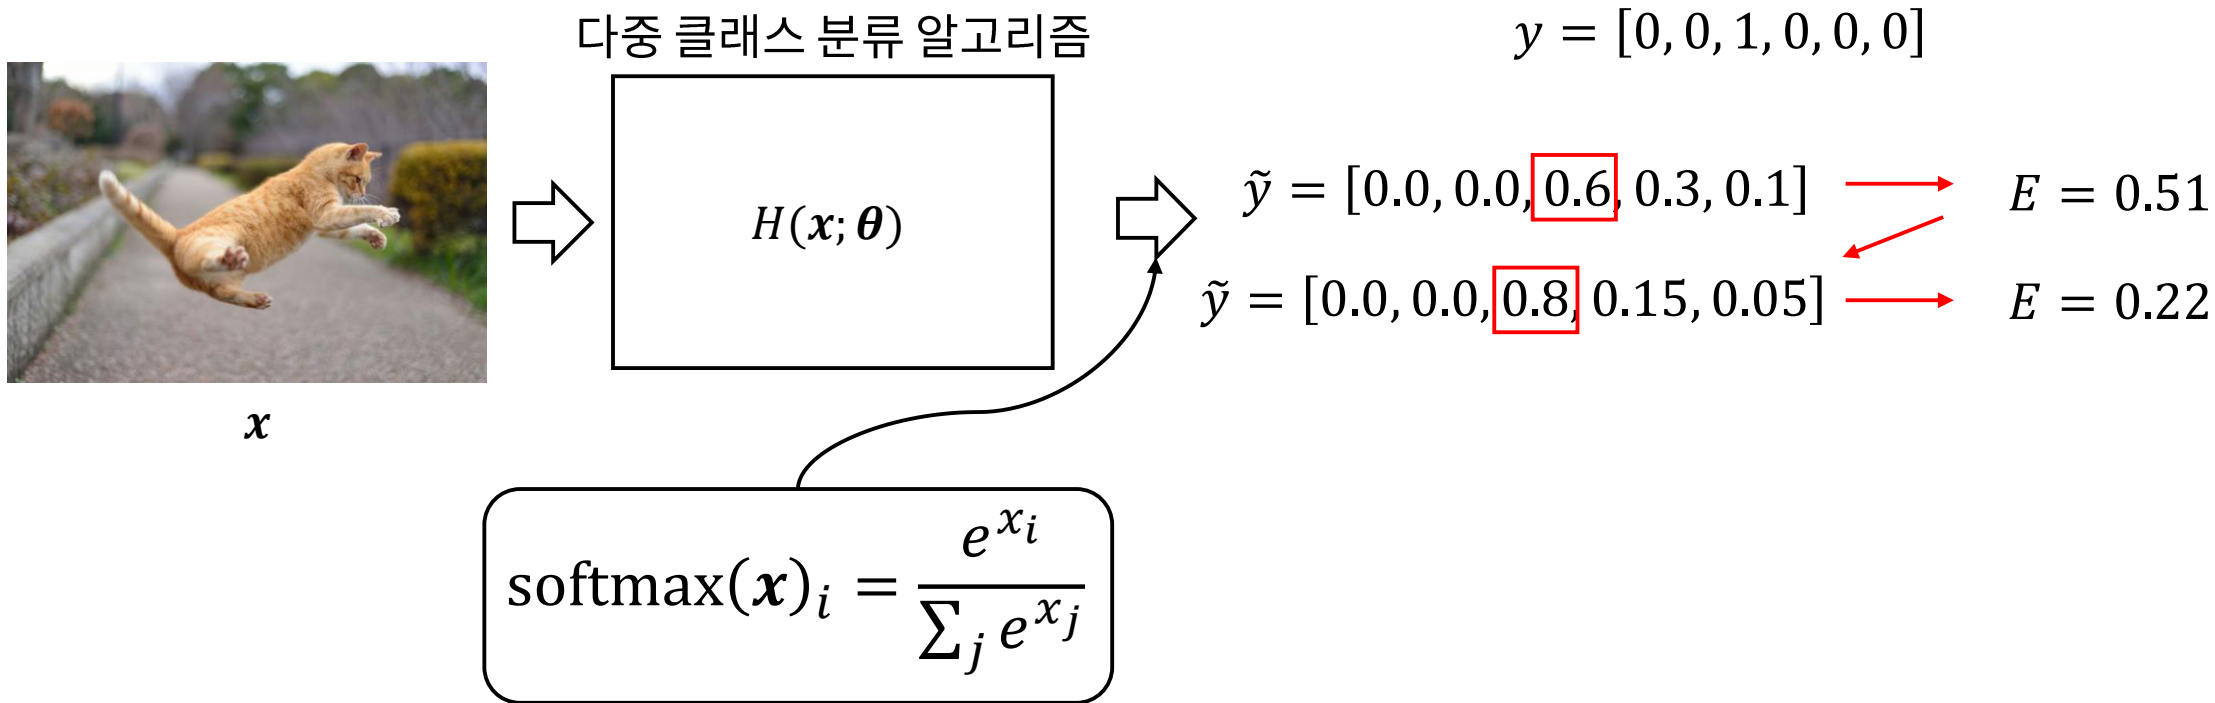 다중 클래스 분류 알고리즘
y = [0, 0, 1, 0, 0, 0]
H(x; θ)
ỹ = [0.0, 0.0, 0.6, 0.3, 0.1]
E = 0.51
ỹ = [0.0, 0.0, 0.8, 0.15, 0.05]
E = 0.22
x
softmax(x)_i = e^{x_i} / ∑_j e^{x_j}